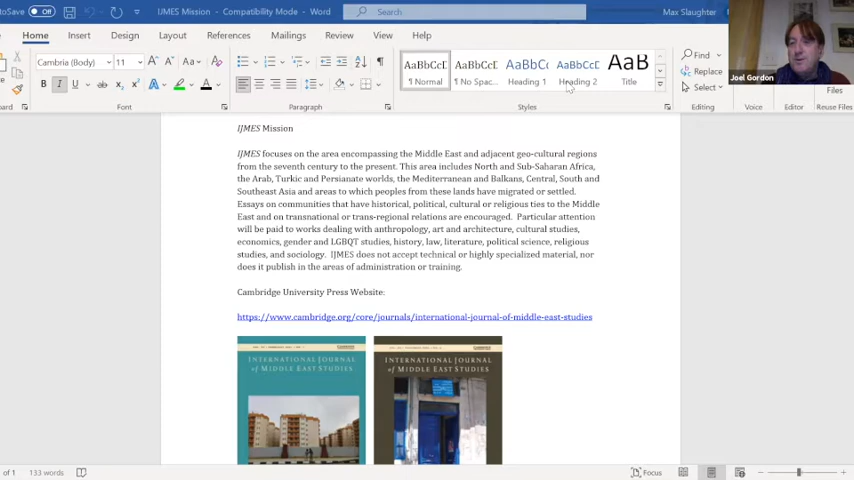 toSave Off IJMES Mission - Compatibility Mode - Word Search Max Slaughter
Home Insert Design Layout References Mailings Review View Help
Cambria (Body) 11 A A Aa A ¶ AaBbCcD AaBbCcD AaBbCc AaBbCcD AaB Find
¶ Normal ¶ No Spac... Heading 1 Heading 2 Title Replace
B I U A Select
Joel Gordon
Files
Font Paragraph Styles Editing Voice Editor Reuse Files
IJMES Mission
IJMES focuses on the area encompassing the Middle East and adjacent geo-cultural regions
from the seventh century to the present. This area includes North and Sub-Saharan Africa,
the Arab, Turkic and Persianate worlds, the Mediterranean and Balkans, Central, South and
Southeast Asia and areas to which peoples from these lands have migrated or settled.
Essays on communities that have historical, political, cultural or religious ties to the Middle
East and on transnational or trans-regional relations are encouraged. Particular attention
will be paid to works dealing with anthropology, art and architecture, cultural studies,
economics, gender and LGBQT studies, history, law, literature, political science, religious
studies, and sociology. IJMES does not accept technical or highly specialized material, nor
does it publish in the areas of administration or training.
Cambridge University Press Website:
https://www.cambridge.org/core/journals/international-journal-of-middle-east-studies
INTERNATIONAL JOURNAL
of MIDDLE EAST STUDIES
INTERNATIONAL JOURNAL
of MIDDLE EAST STUDIES
of 1 133 words Focus